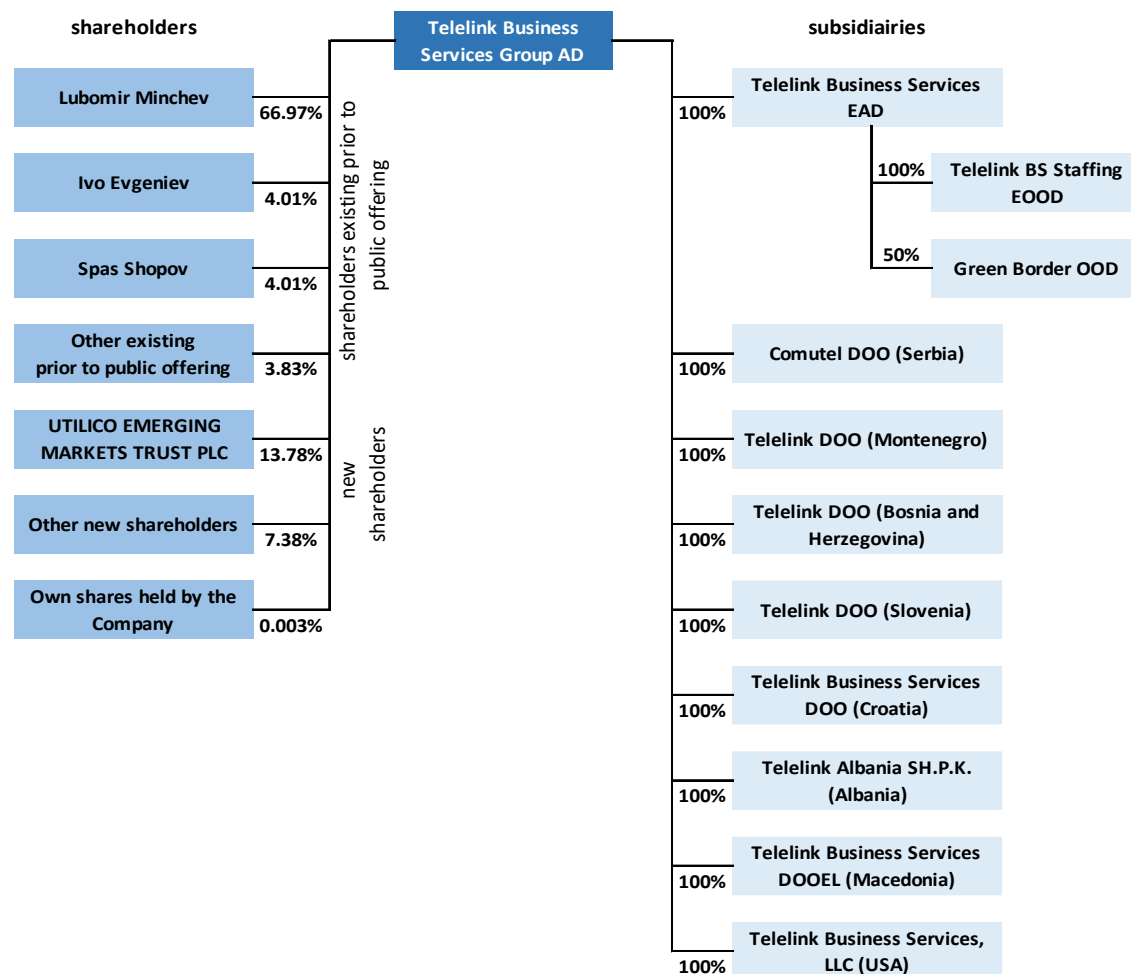 shareholders
Telelink Business
Services Group AD
subsidiairies
Lubomir Minchev
66.97%
Ivo Evgeniev
4.01%
Spas Shopov
4.01%
Other existing
prior to public offering
3.83%
UTILICO EMERGING
MARKETS TRUST PLC
13.78%
Other new shareholders
7.38%
Own shares held by the
Company
0.003%
shareholders existing prior to
public offering
new
shareholders
100%
Telelink Business Services
EAD
100%
Telelink BS Staffing
EOOD
50%
Green Border OOD
100%
Comutel DOO (Serbia)
100%
Telelink DOO (Montenegro)
100%
Telelink DOO (Bosnia and
Herzegovina)
100%
Telelink DOO (Slovenia)
100%
Telelink Business Services
DOO (Croatia)
100%
Telelink Albania SH.P.K.
(Albania)
100%
Telelink Business Services
DOOEL (Macedonia)
100%
Telelink Business Services,
LLC (USA)